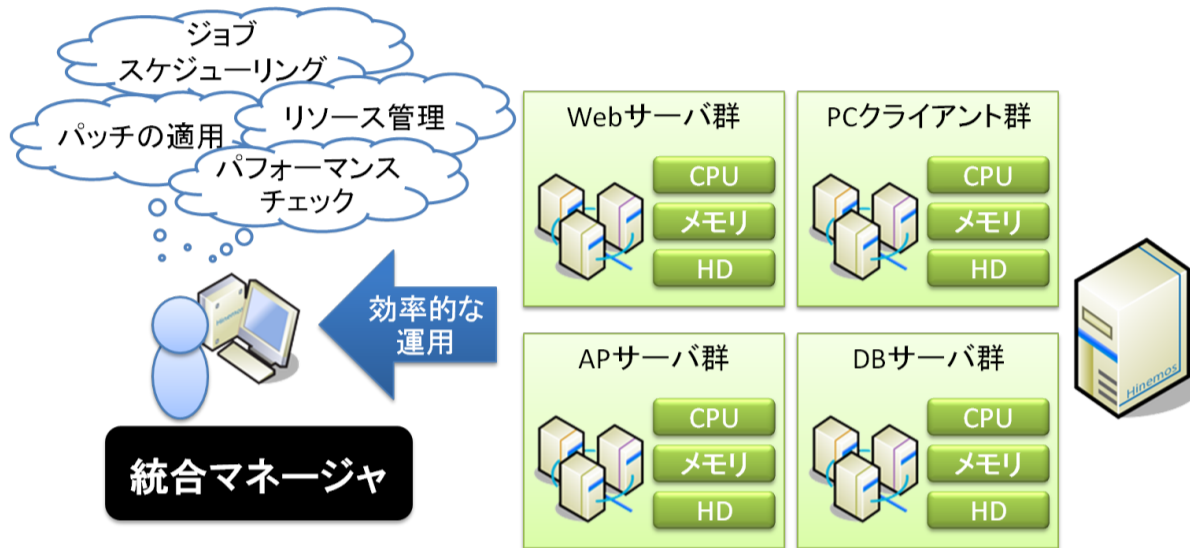 ジョブ
スケジューリング
パッチの適用
リソース管理
パフォーマンス
チェック
Hinemos
効率的な
運用
統合マネージャ
Webサーバ群
CPU
メモリ
HD
PCクライアント群
CPU
メモリ
HD
APサーバ群
CPU
メモリ
HD
DBサーバ群
CPU
メモリ
HD
Hinemos